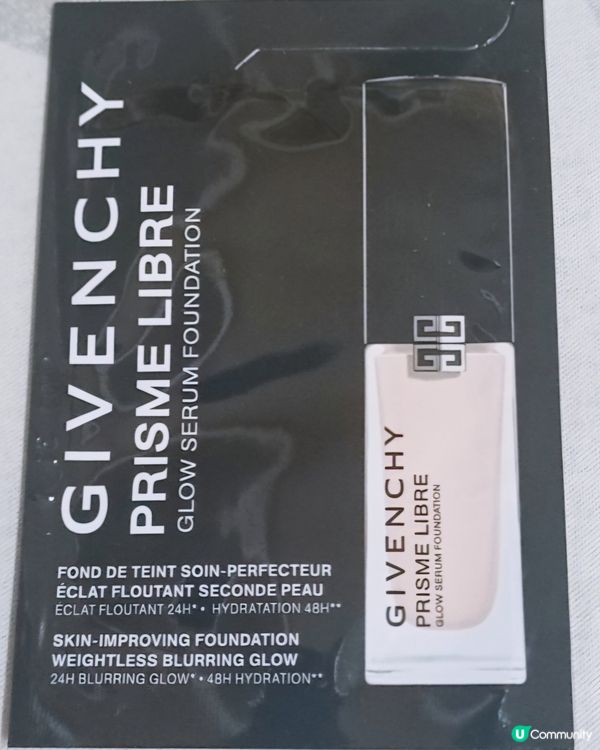 GIVENCHY
PRISME LIBRE
GLOW SERUM FOUNDATION
FOND DE TEINT SOIN-PERFECTEUR
ÉCLAT FLOUTANT SECONDE PEAU
ÉCLAT FLOUTANT 24H* • HYDRATATION 48H**
SKIN-IMPROVING FOUNDATION
WEIGHTLESS BLURRING GLOW
24H BLURRING GLOW* • 48H HYDRATION**
GIVENCHY
PRISME LIBRE
GLOW SERUM FOUNDATION
U Community